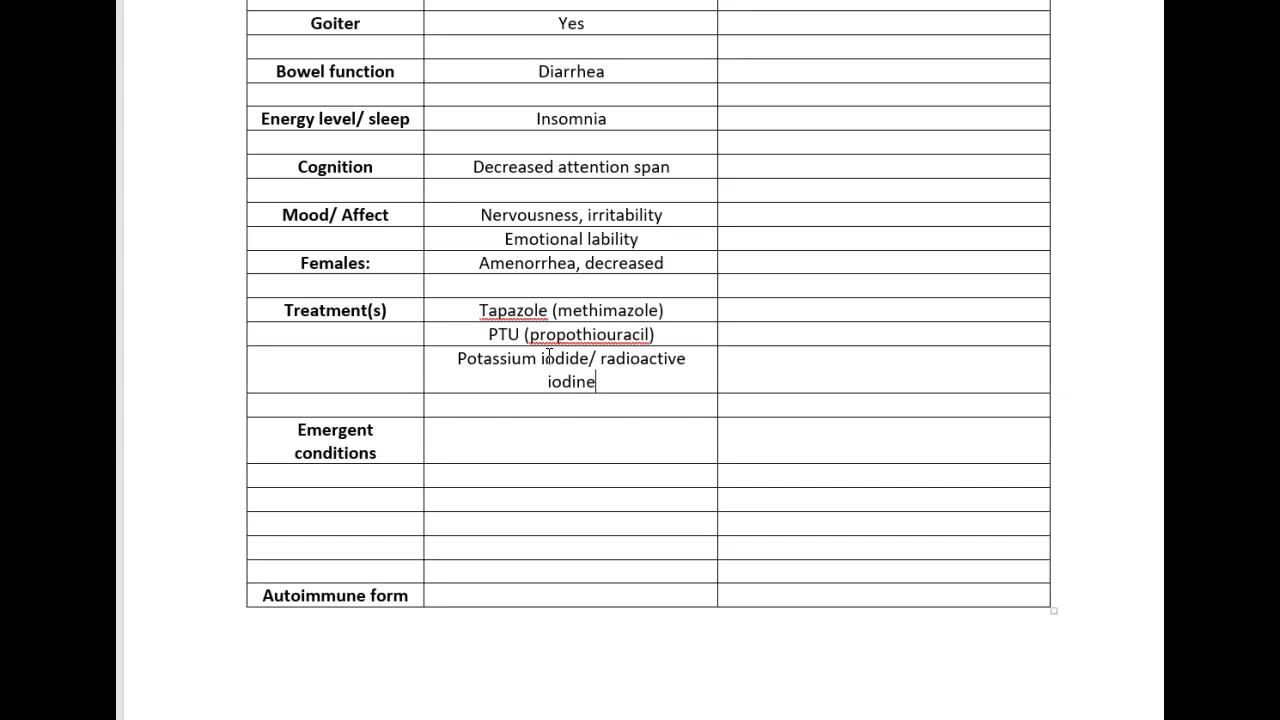 Goiter Yes
Bowel function Diarrhea
Energy level/ sleep Insomnia
Cognition Decreased attention span
Mood/ Affect Nervousness, irritability
Emotional lability
Females: Amenorrhea, decreased
Treatment(s) Tapazole (methimazole)
PTU (propothiouracil)
Potassium iodide/ radioactive
iodine
Emergent
conditions
Autoimmune form